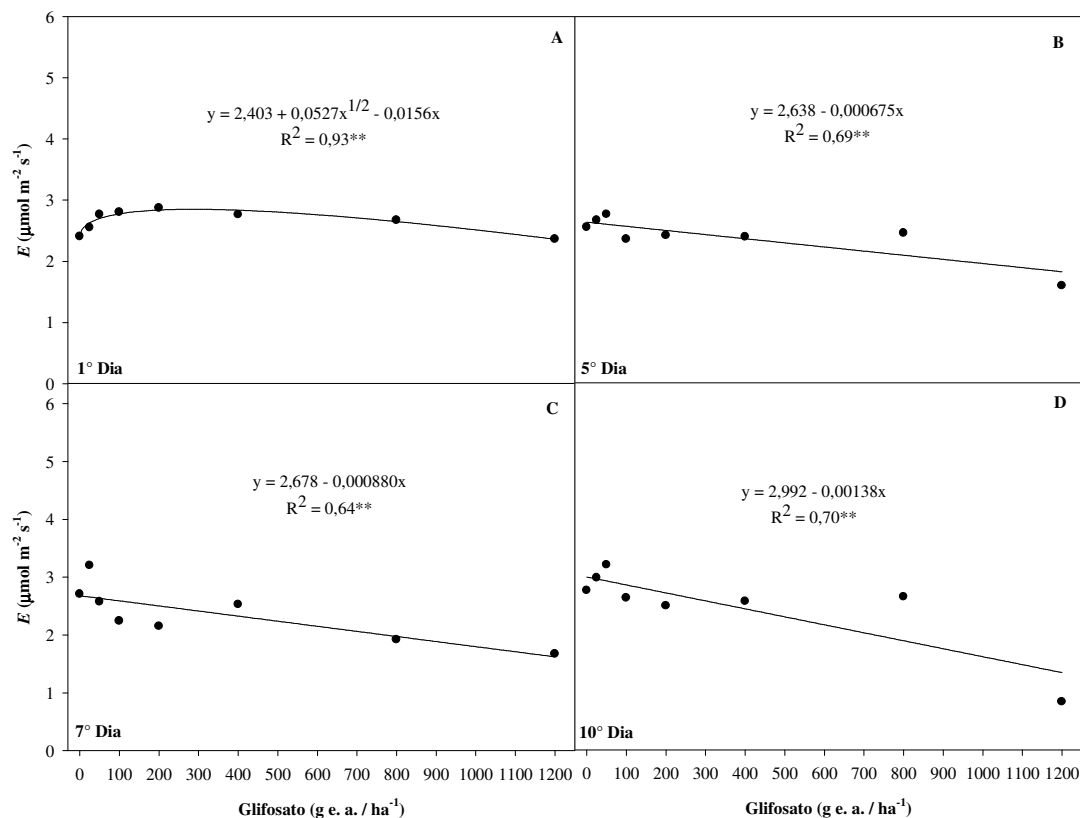 A
y = 2,403 + 0,0527x^1/2 - 0,0156x
R^2 = 0,93**
E (µmol m^-2 s^-1)
6
5
4
3
2
1
0
1° Dia
B
y = 2,638 - 0,000675x
R^2 = 0,69**
5° Dia
C
y = 2,678 - 0,000880x
R^2 = 0,64**
E (µmol m^-2 s^-1)
6
5
4
3
2
1
0
7° Dia
0 100 200 300 400 500 600 700 800 900 1000 1100 1200
Glifosato (g e. a. / ha^-1)
D
y = 2,992 - 0,00138x
R^2 = 0,70**
10° Dia
0 100 200 300 400 500 600 700 800 900 1000 1100 1200
Glifosato (g e. a. / ha^-1)